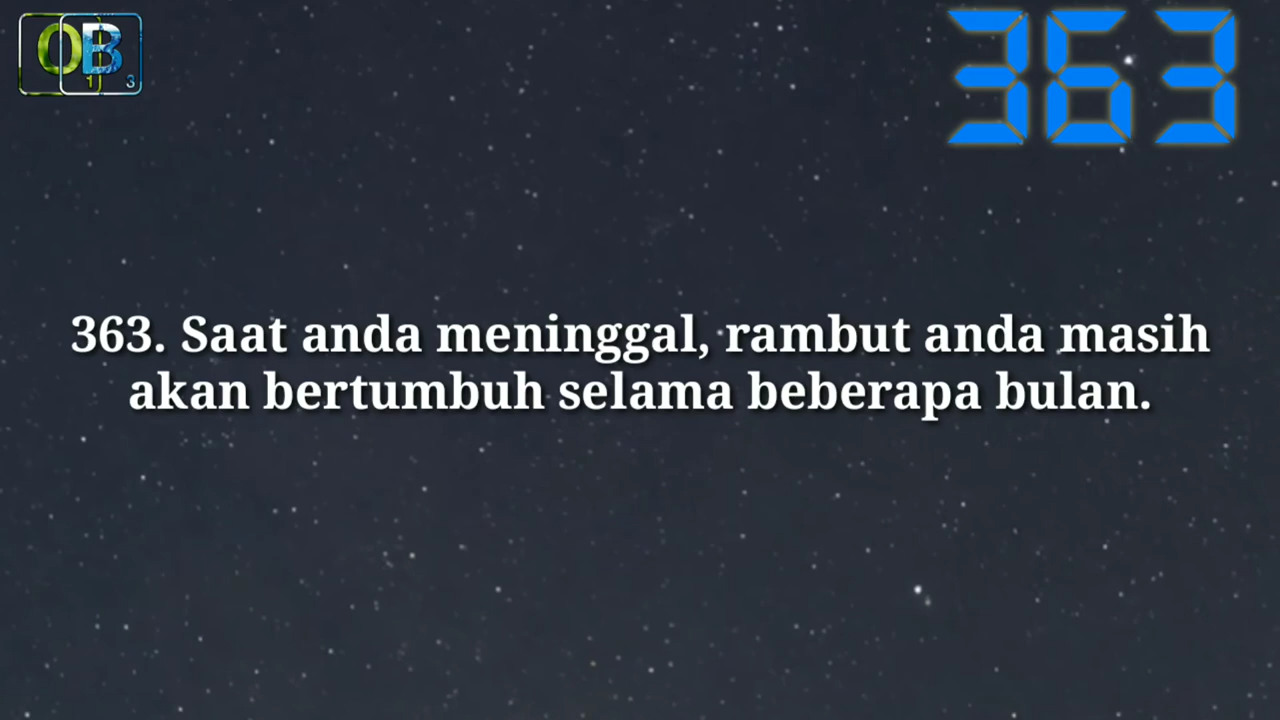 OB
1 3
363
363. Saat anda meninggal, rambut anda masih
akan bertumbuh selama beberapa bulan.